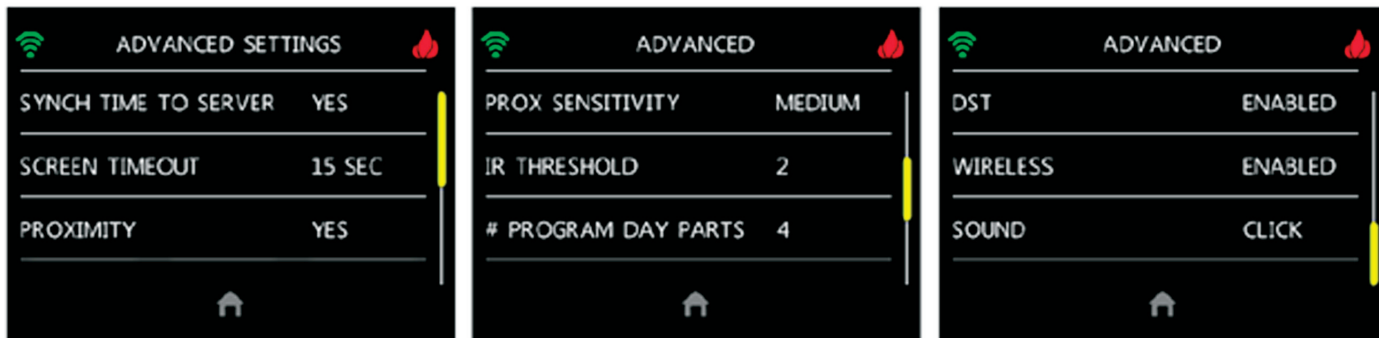 ADVANCED SETTINGS
SYNCH TIME TO SERVER YES
SCREEN TIMEOUT 15 SEC
PROXIMITY YES
ADVANCED
PROX SENSITIVITY MEDIUM
IR THRESHOLD 2
# PROGRAM DAY PARTS 4
ADVANCED
DST ENABLED
WIRELESS ENABLED
SOUND CLICK